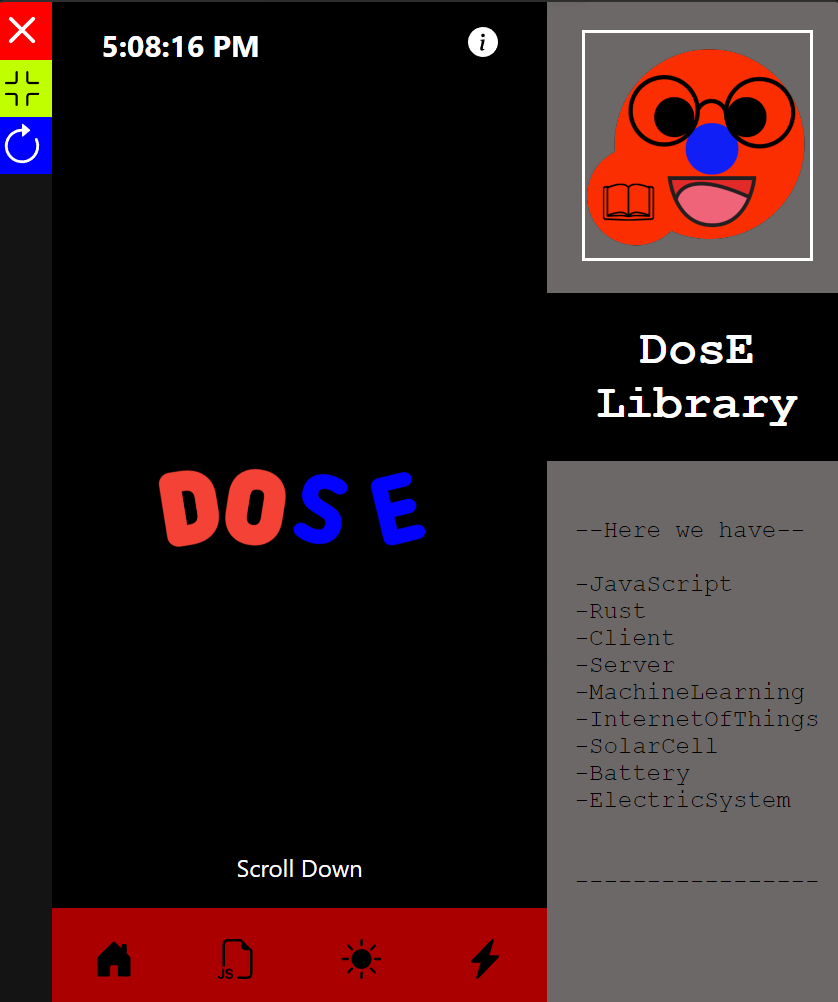 5:08:16 PM
i
DOSE
Scroll Down
JS
DosE
Library
--Here we have--
-JavaScript
-Rust
-Client
-Server
-MachineLearning
-InternetOfThings
-SolarCell
-Battery
-ElectricSystem
-----------------